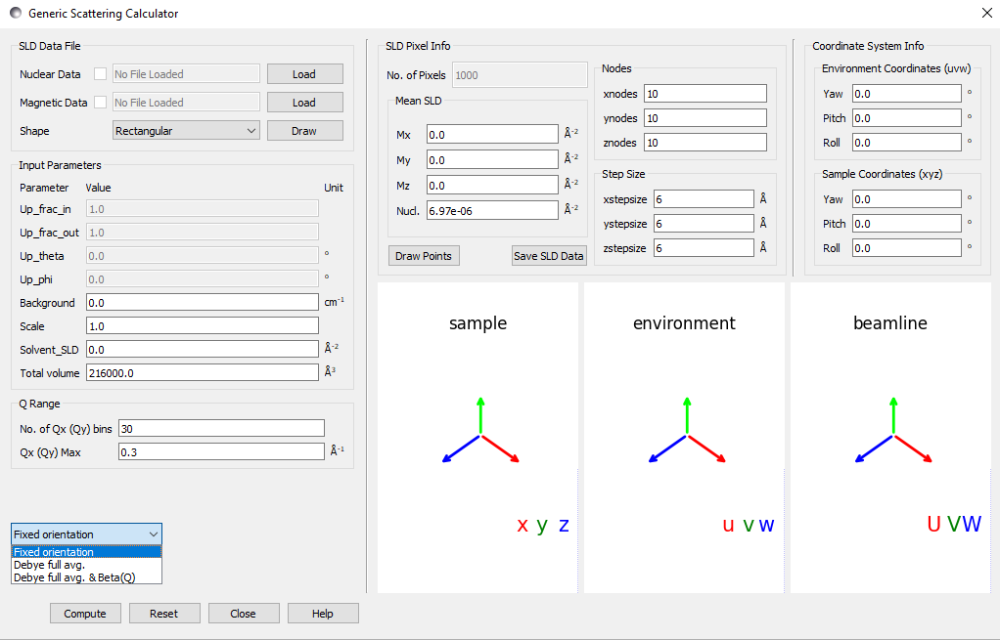 Generic Scattering Calculator
SLD Data File
Nuclear Data No File Loaded Load
Magnetic Data No File Loaded Load
Shape Rectangular Draw
Input Parameters
Parameter Value Unit
Up_frac_in 1.0
Up_frac_out 1.0
Up_theta 0.0 °
Up_phi 0.0 °
Background 0.0 cm⁻¹
Scale 1.0
Solvent_SLD 0.0 Å⁻²
Total volume 216000.0 Å³
Q Range
No. of Qx (Qy) bins 30
Qx (Qy) Max 0.3 Å⁻¹
Fixed orientation
Fixed orientation
Debye full avg.
Debye full avg. & Beta(Q)
Compute Reset Close Help
SLD Pixel Info
No. of Pixels 1000
Mean SLD
Mx 0.0 Å⁻²
My 0.0 Å⁻²
Mz 0.0 Å⁻²
Nucl. 6.97e-06 Å⁻²
Draw Points Save SLD Data
Nodes
xnodes 10
ynodes 10
znodes 10
Step Size
xstepsize 6 Å
ystepsize 6 Å
zstepsize 6 Å
Coordinate System Info
Environment Coordinates (uvw)
Yaw 0.0 °
Pitch 0.0 °
Roll 0.0 °
Sample Coordinates (xyz)
Yaw 0.0 °
Pitch 0.0 °
Roll 0.0 °
sample environment beamline
x y z u v w U V W